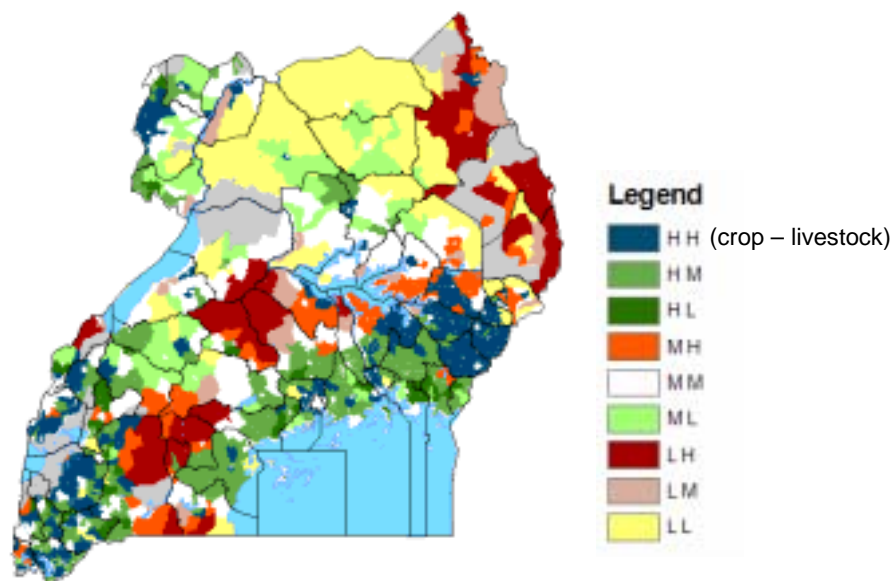 Legend
H H (crop – livestock)
H M
H L
M H
M M
M L
L H
L M
L L